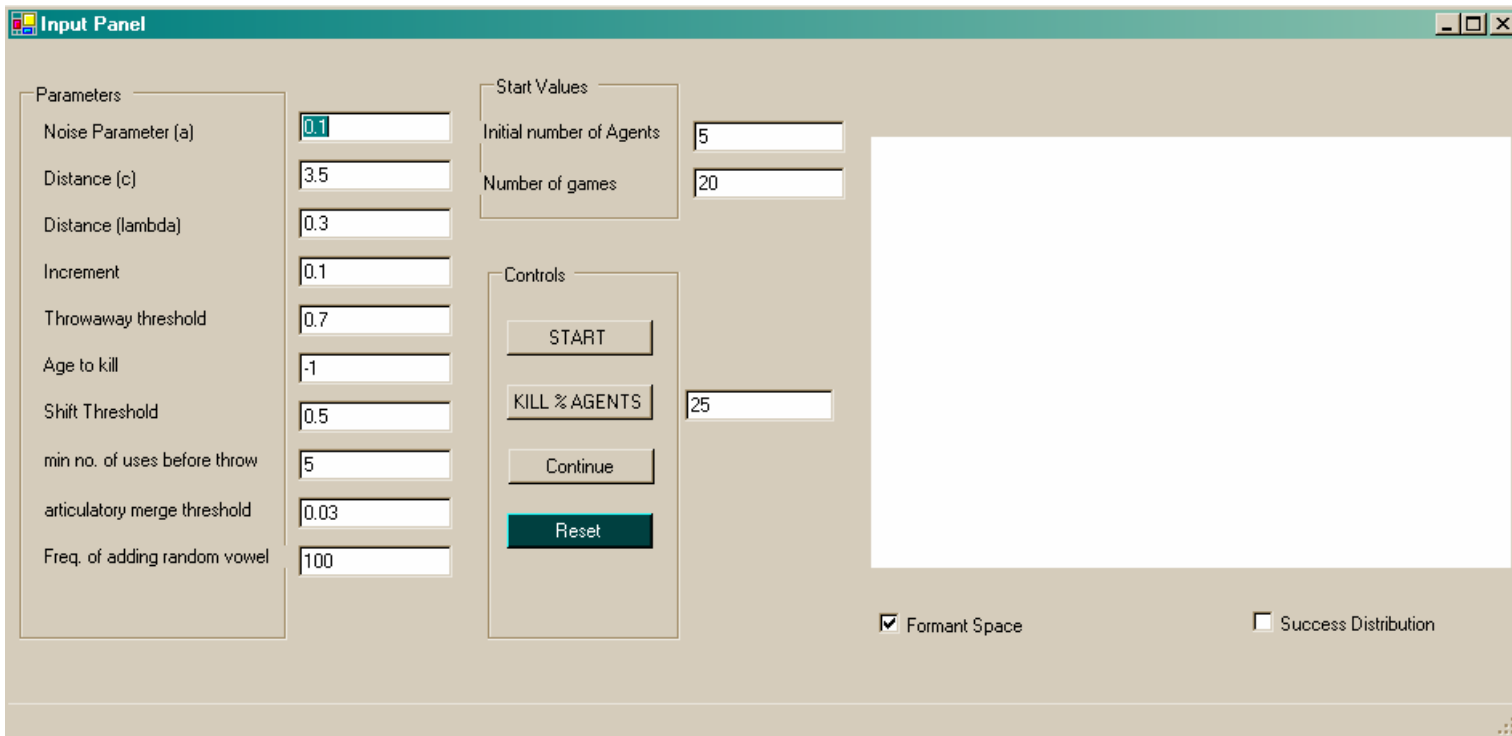 Input Panel
Parameters
Noise Parameter (a) 0.1
Distance (c) 3.5
Distance (lambda) 0.3
Increment 0.1
Throwaway threshold 0.7
Age to kill -1
Shift Threshold 0.5
min no. of uses before throw 5
articulatory merge threshold 0.03
Freq. of adding random vowel 100
Start Values
Initial number of Agents 5
Number of games 20
Controls
START
KILL % AGENTS 25
Continue
Reset
Formant Space
Success Distribution